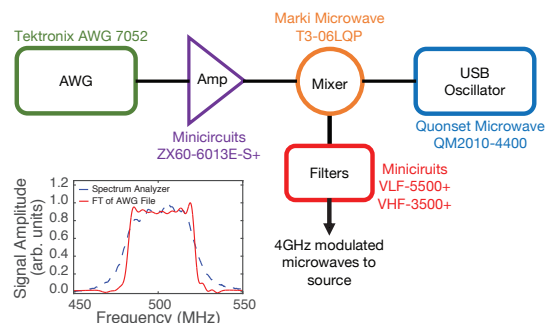 Tektronix AWG 7052
AWG
Amp
Minicircuits
ZX60-6013E-S+
Marki Microwave
T3-06LQP
Mixer
USB
Oscillator
Quonset Microwave
QM2010-4400
Filters
Miniciruits
VLF-5500+
VHF-3500+
4GHz modulated
microwaves to
source
Signal Amplitude
(arb. units)
1.2
1.0
0.8
0.6
0.4
0.2
0.0
Spectrum Analyzer
FT of AWG File
450
500
550
Frequency (MHz)